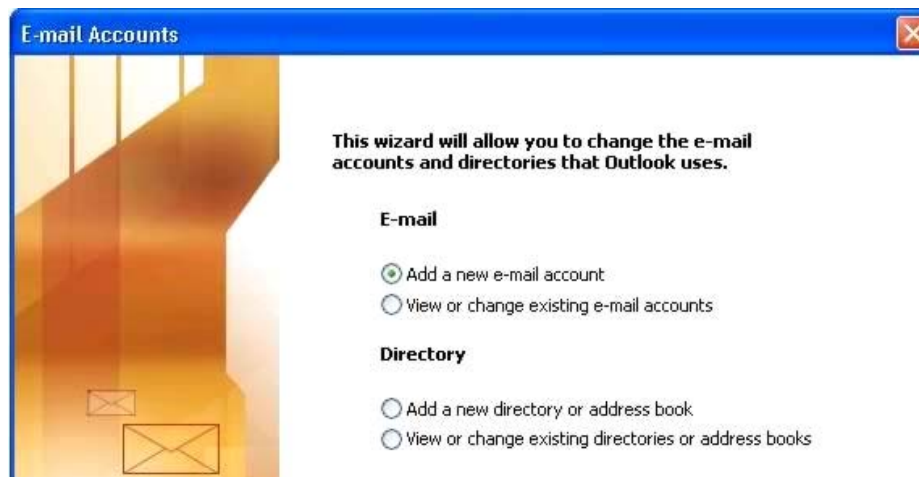 E-mail Accounts
This wizard will allow you to change the e-mail
accounts and directories that Outlook uses.
E-mail
Add a new e-mail account
View or change existing e-mail accounts
Directory
Add a new directory or address book
View or change existing directories or address books